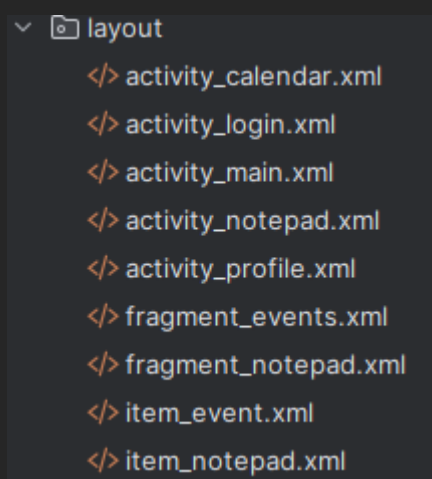 layout
</> activity_calendar.xml
</> activity_login.xml
</> activity_main.xml
</> activity_notepad.xml
</> activity_profile.xml
</> fragment_events.xml
</> fragment_notepad.xml
</> item_event.xml
</> item_notepad.xml